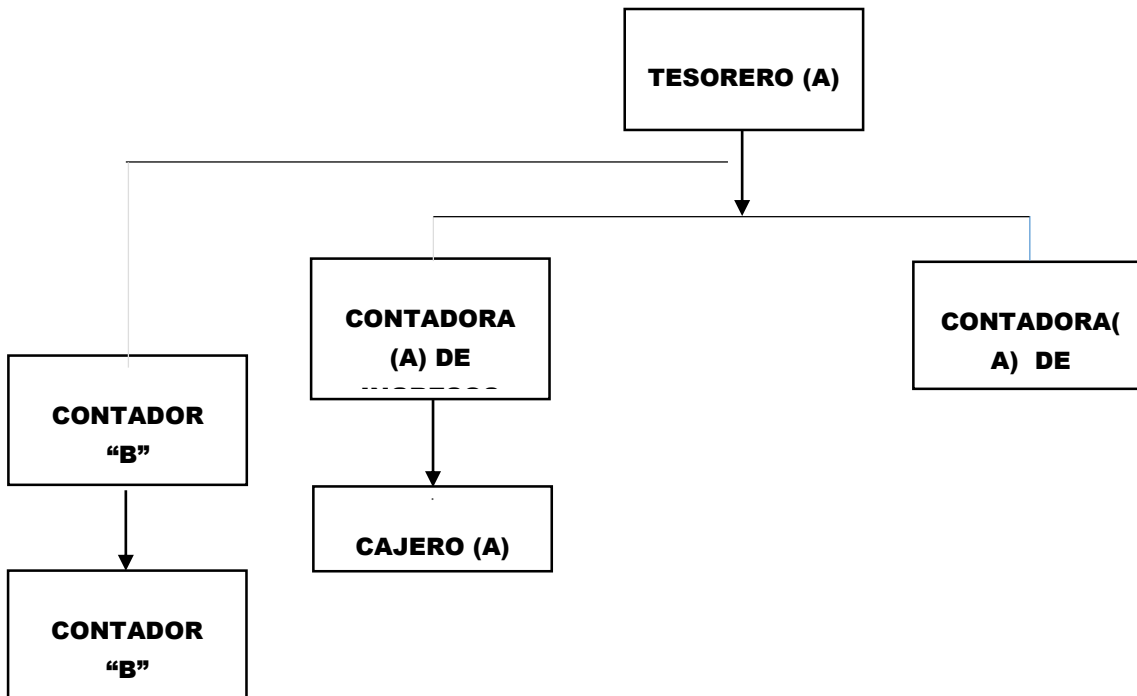 TESORERO (A)
CONTADORA
(A) DE
CONTADORA(
A) DE
CONTADOR
“B”
CAJERO (A)
CONTADOR
“B”